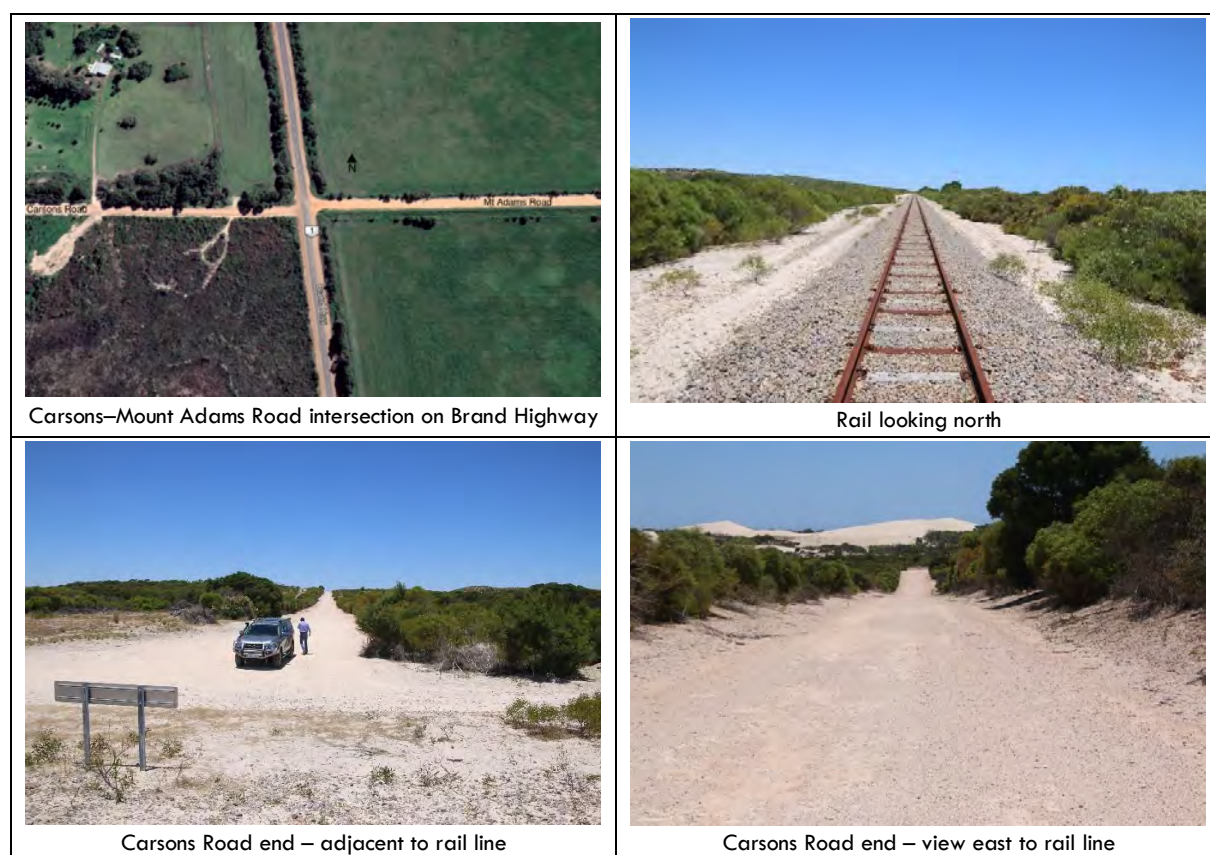 N
Carsons Road
Mt Adams Road
1
Carsons–Mount Adams Road intersection on Brand Highway
Rail looking north
Carsons Road end – adjacent to rail line
Carsons Road end – view east to rail line